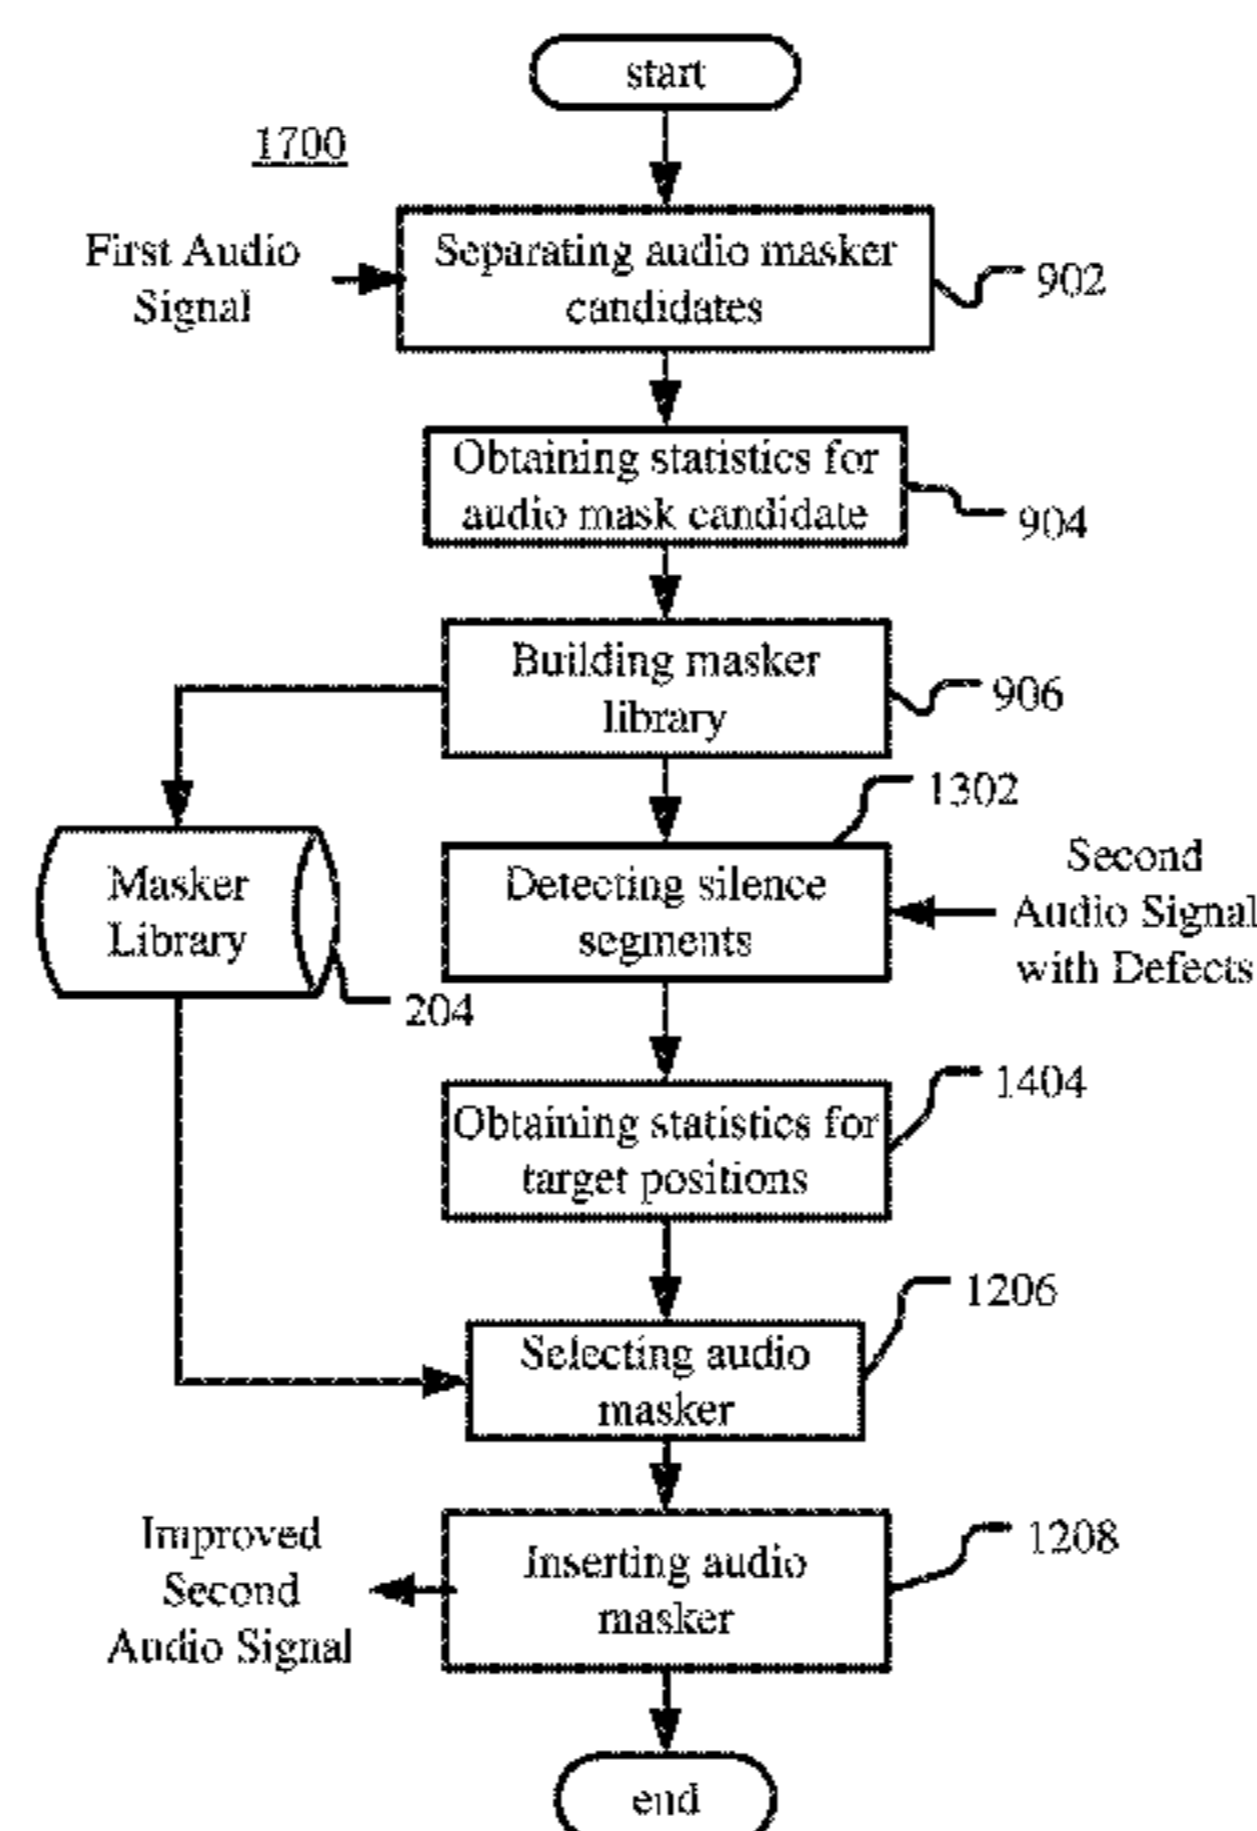 start
1700
First Audio
Signal
Separating audio masker
candidates
902
Obtaining statistics for
audio mask candidate
904
Building masker
library
906
1302
Masker
Library
204
Detecting silence
segments
Second
Audio Signal
with Defects
1404
Obtaining statistics for
target positions
1206
Selecting audio
masker
Improved
Second
Audio Signal
Inserting audio
masker
1208
end